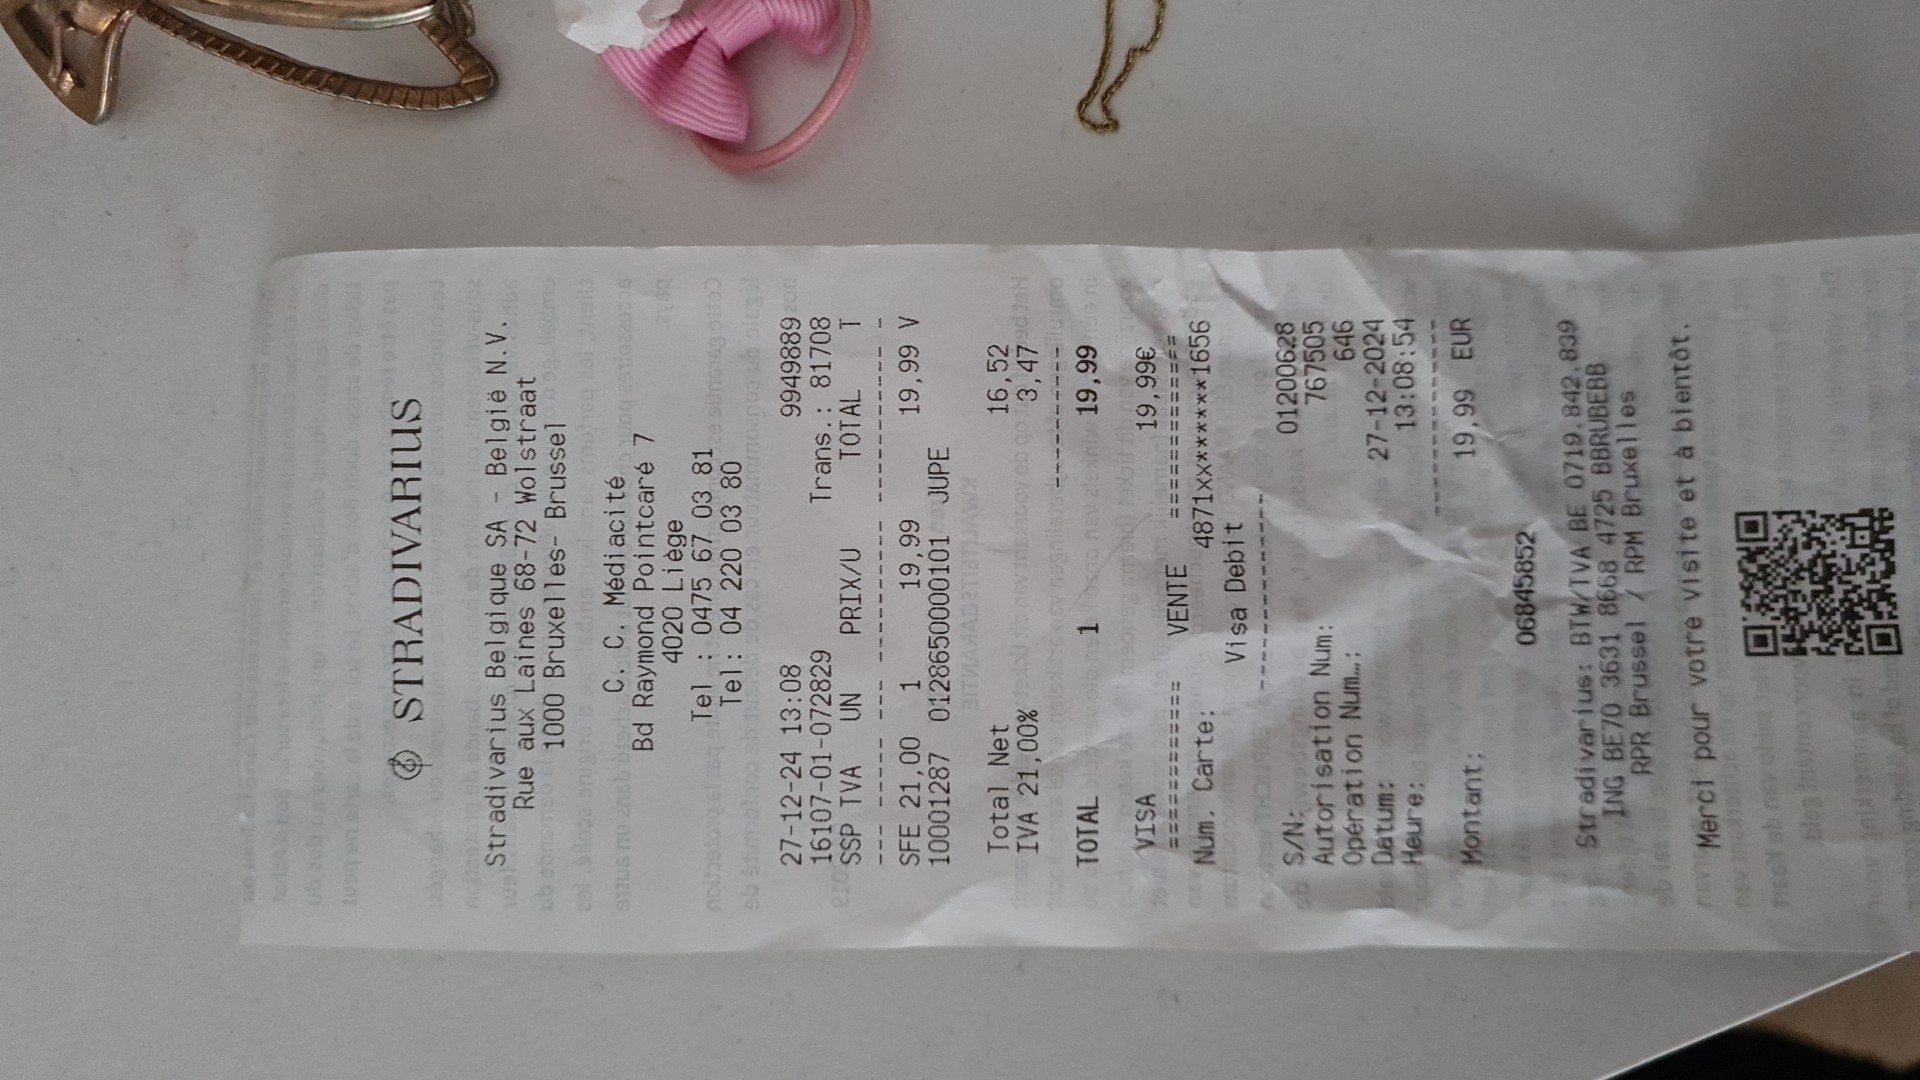 STRADIVARIUS
Stradivarius Belgique SA - België N.V.
Rue aux Laines 68-72 Wolstraat
1000 Bruxelles- Brussel
C. C. Médiacité
Bd Raymond Pointcaré 7
4020 Liège
Tel : 0475 67 03 81
Tel: 04 220 03 80
27-12-24 13:08 9949889
16107-01-072829 Trans.: 81708
SSP TVA UN PRIX/U TOTAL T
SFE 21,00 1 19,99 19,99 V
10001287 01286500000101 JUPE
Total Net 16,52
IVA 21,00% 3,47
TOTAL 1 19,99
VISA 19,99€
============ VENTE ============
Num. Carte: 4871xx******1656
Visa Debit
S/N: 01200628
Autorisation Num: 767505
Opération Num…: 646
Datum: 27-12-2024
Heure: 13:08:54
Montant: 19,99 EUR
06845852
Stradivarius: BTW/TVA BE 0719.842.839
ING BE70 3631 8668 4725 BBRUBEBB
RPR Brussel / RPM Bruxelles
Merci pour votre visite et à bientôt.